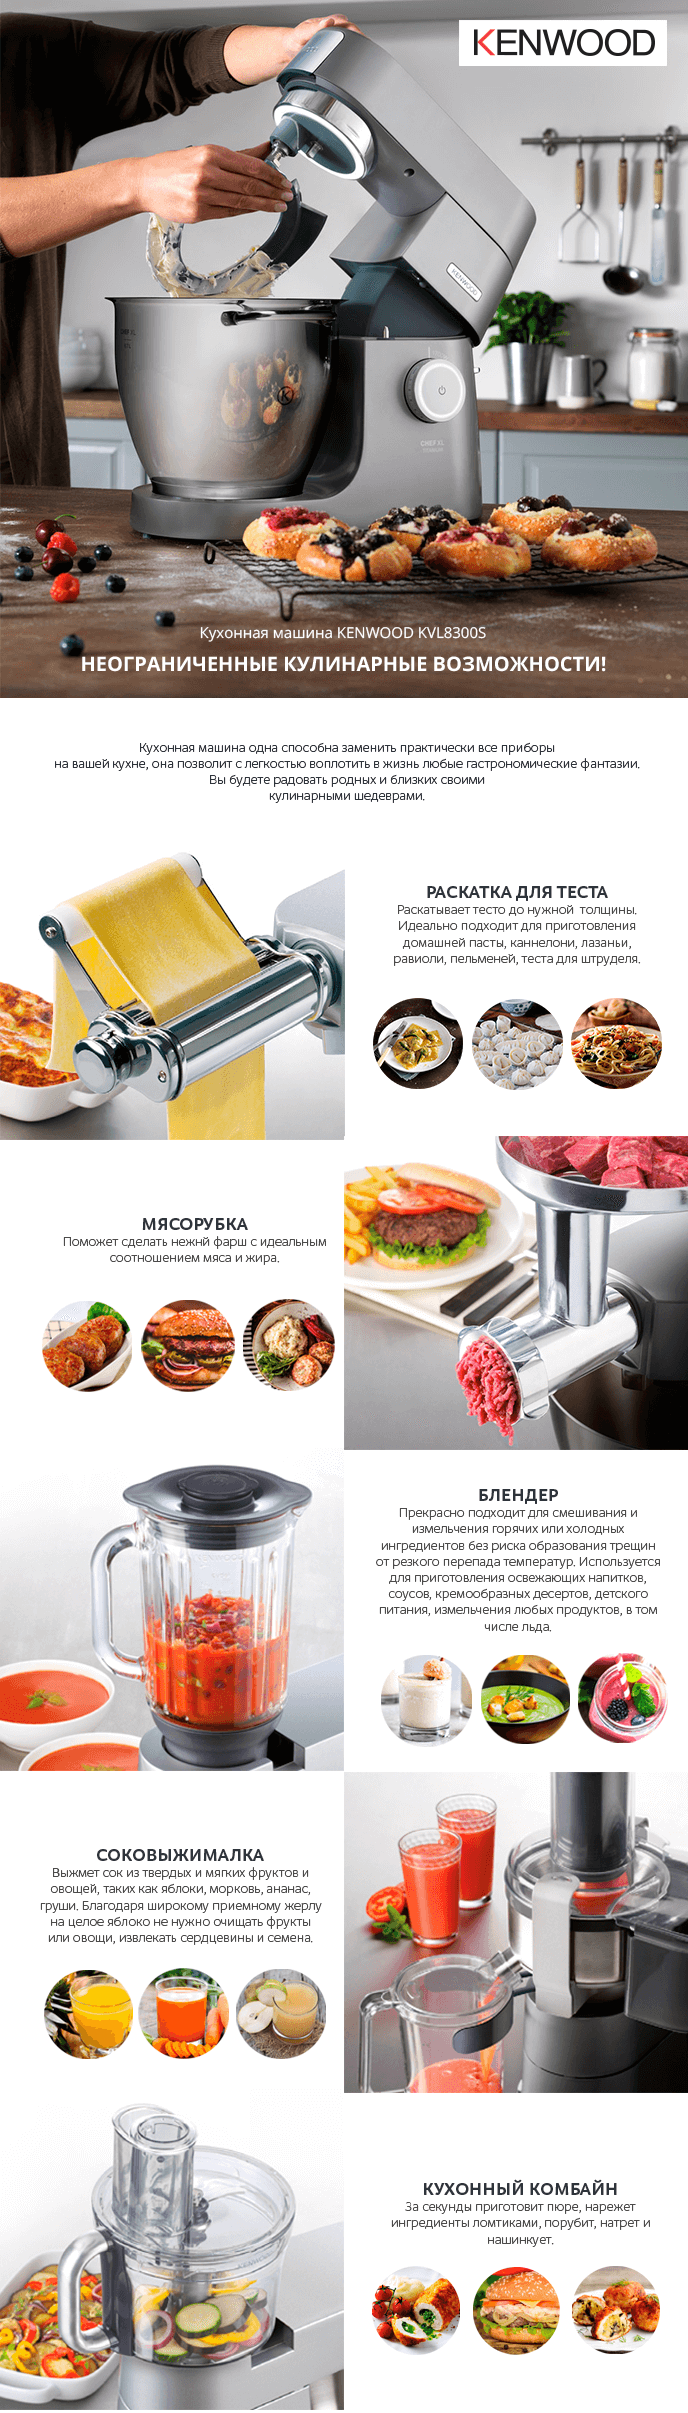 KENWOOD
KENWOOD
CHEF XL
Кухонная машина KENWOOD KVL8300S
НЕОГРАНИЧЕННЫЕ КУЛИНАРНЫЕ ВОЗМОЖНОСТИ!
Кухонная машина одна способна заменить практически все приборы
на вашей кухне, она позволит с легкостью воплотить в жизнь любые гастрономические фантазии.
Вы будете радовать родных и близких своими
кулинарными шедеврами.
РАСКАТКА ДЛЯ ТЕСТА
Раскатывает тесто до нужной толщины.
Идеально подходит для приготовления
домашней пасты, каннелони, лазаньи,
равиоли, пельменей, теста для штруделя.
МЯСОРУБКА
Поможет сделать нежнй фарш с идеальным
соотношением мяса и жира.
БЛЕНДЕР
Прекрасно подходит для смешивания и
измельчения горячих или холодных
ингредиентов без риска образования трещин
от резкого перепада температур. Используется
для приготовления освежающих напитков,
соусов, кремообразных десертов, детского
питания, измельчения любых продуктов, в том
числе льда.
СОКОВЫЖИМАЛКА
Выжмет сок из твердых и мягких фруктов и
овощей, таких как яблоки, морковь, ананас,
груши. Благодаря широкому приемному жерлу
на целое яблоко не нужно очищать фрукты
или овощи, извлекать сердцевины и семена.
КУХОННЫЙ КОМБАЙН
За секунды приготовит пюре, нарежет
ингредиенты ломтиками, порубит, натрет и
нашинкует.